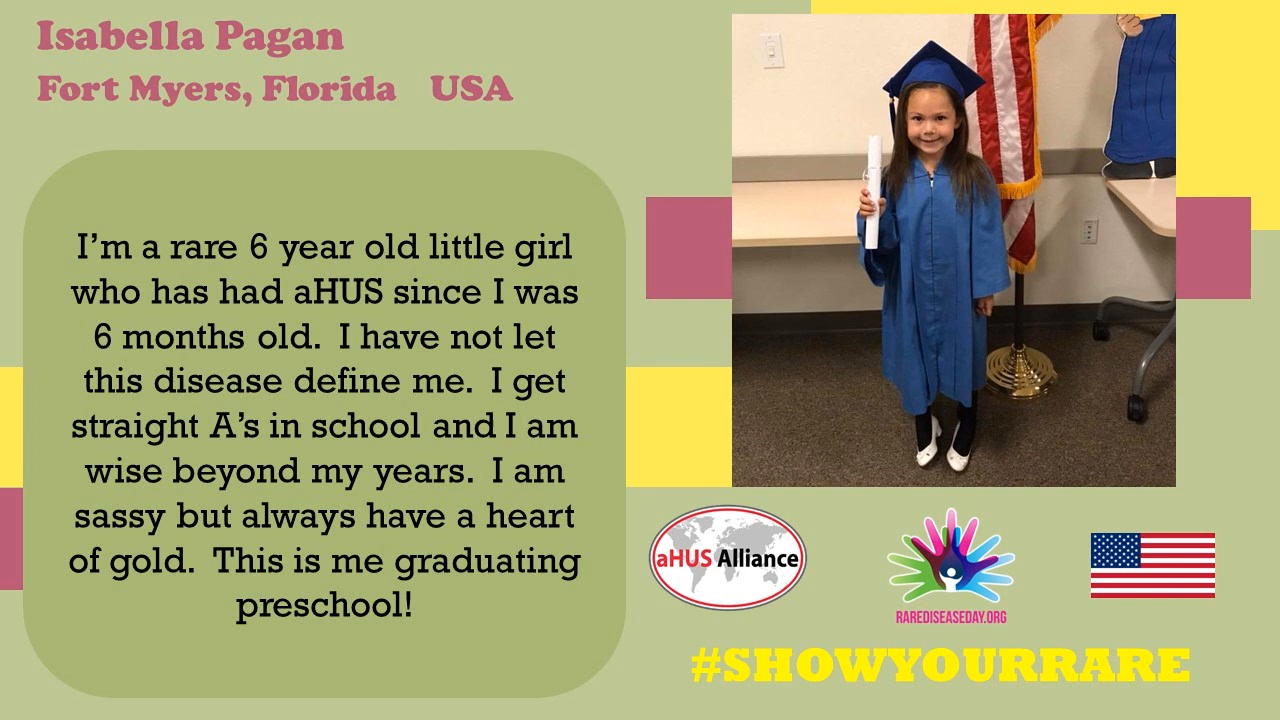 Isabella Pagan
Fort Myers, Florida USA
I’m a rare 6 year old little girl
who has had aHUS since I was
6 months old. I have not let
this disease define me. I get
straight A’s in school and I am
wise beyond my years. I am
sassy but always have a heart
of gold. This is me graduating
preschool!
aHUS Alliance
RAREDISEASEDAY.ORG
#SHOWYOURRARE